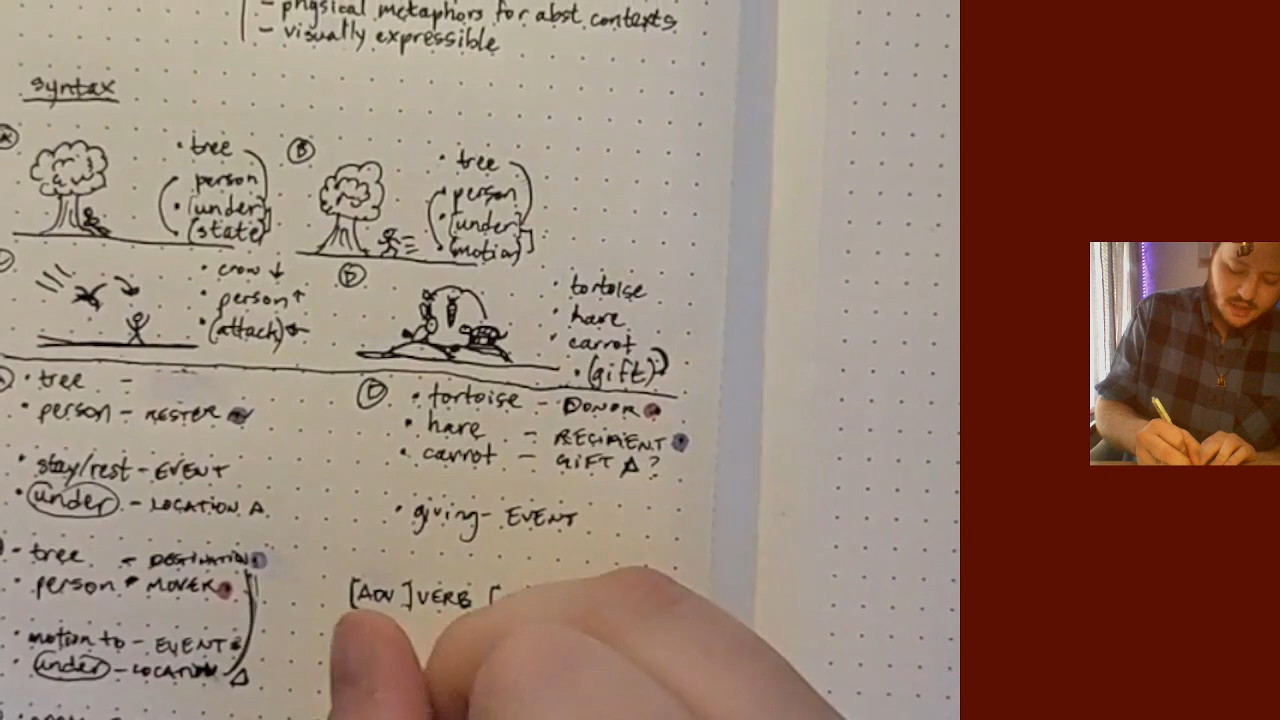 - physical metaphors for abst contexts
- visually expressible
syntax
A
• tree
person
• (under)
(state)
B
• tree
• person
• (under)
(motion)
• crow ↓
• person ↑
• (attack) ←
D
• tortoise
• hare
• carrot
• (gift)
• tree -
• person - RESTER
• stay/rest - EVENT
• under - LOCATION Δ
D • tortoise - DONOR
• hare - RECIPIENT
• carrot - GIFT Δ ?
• giving - EVENT
- tree - DESTINATION
• person - MOVER
• motion to - EVENT
• under - LOCATION Δ
[ADV] VERB [